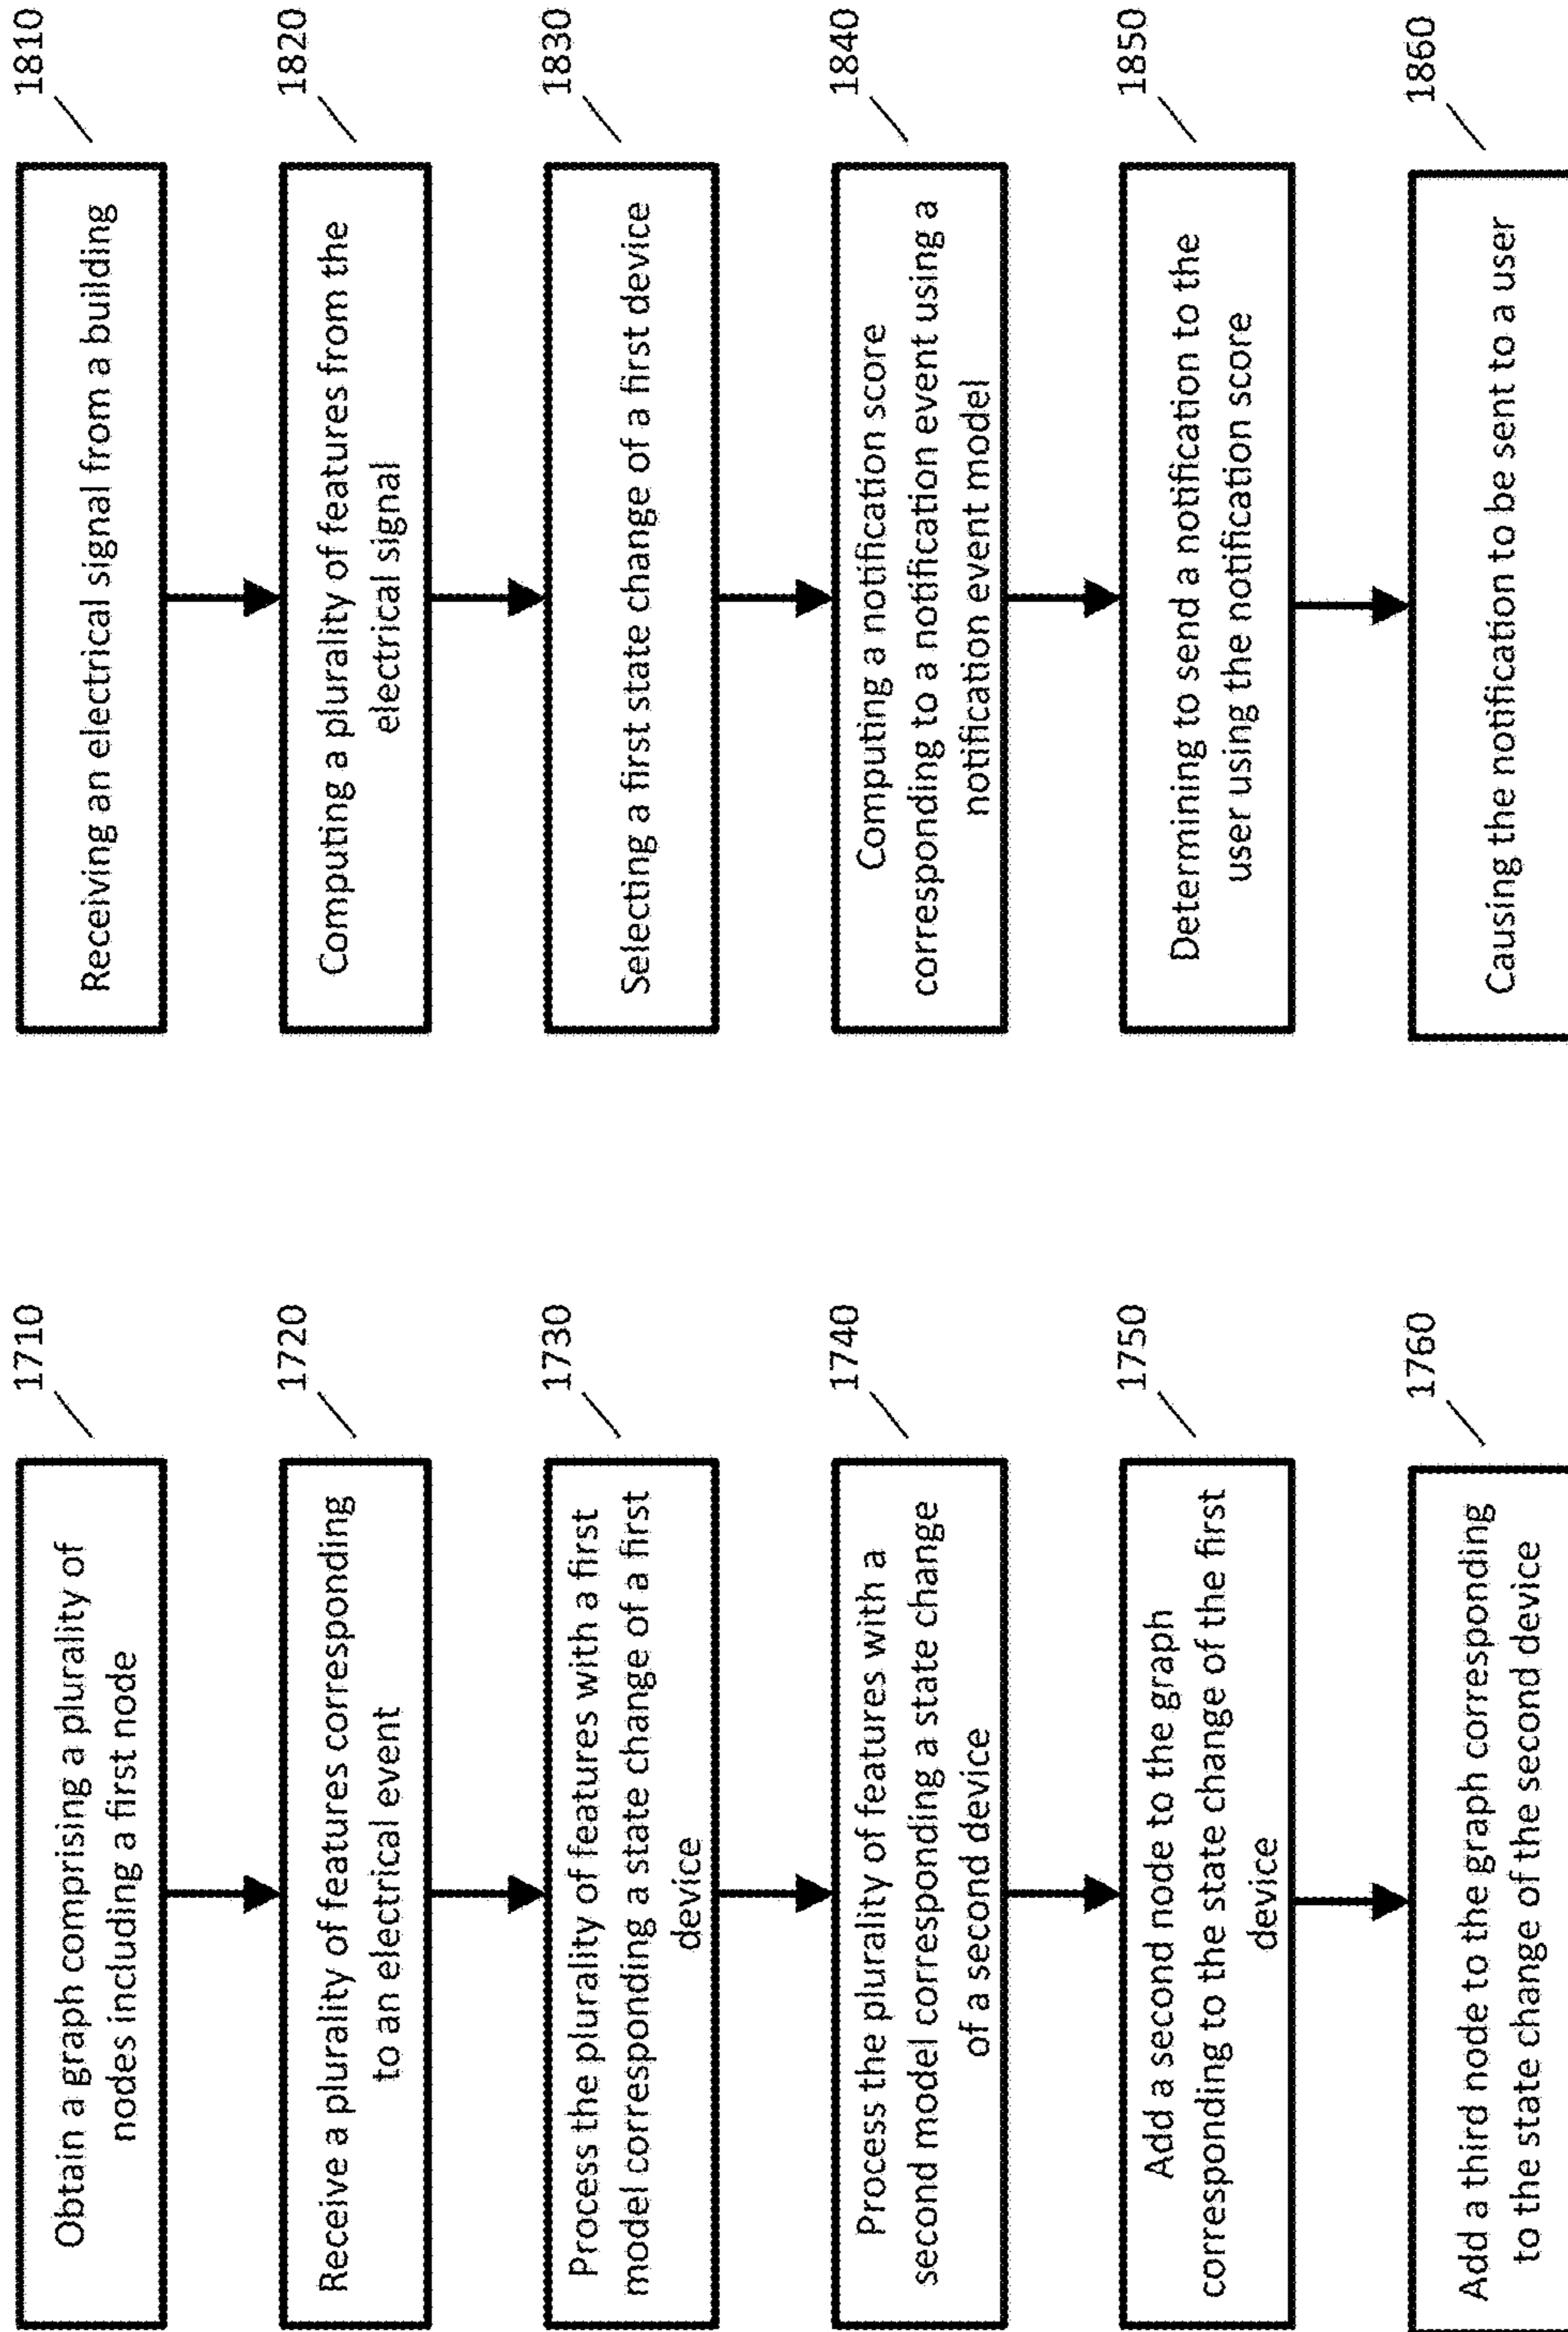 1710
Obtain a graph comprising a plurality of
nodes including a first node
1720
Receive a plurality of features corresponding
to an electrical event
1730
Process the plurality of features with a first
model corresponding a state change of a first
device
1740
Process the plurality of features with a
second model corresponding a state change
of a second device
1750
Add a second node to the graph
corresponding to the state change of the first
device
1760
Add a third node to the graph corresponding
to the state change of the second device
1810
Receiving an electrical signal from a building
1820
Computing a plurality of features from the
electrical signal
1830
Selecting a first state change of a first device
1840
Computing a notification score
corresponding to a notification event using a
notification event model
1850
Determining to send a notification to the
user using the notification score
1860
Causing the notification to be sent to a user